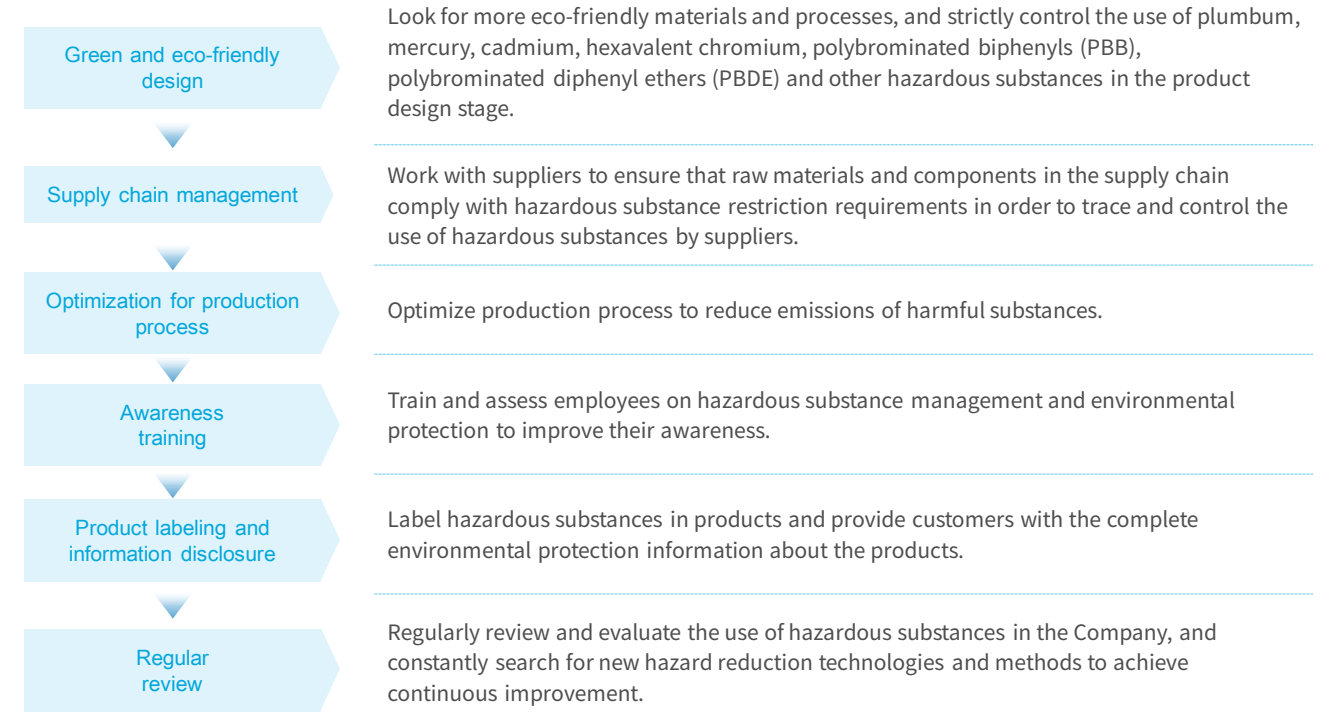 Green and eco-friendly
design
Look for more eco-friendly materials and processes, and strictly control the use of plumbum,
mercury, cadmium, hexavalent chromium, polybrominated biphenyls (PBB),
polybrominated diphenyl ethers (PBDE) and other hazardous substances in the product
design stage.
Supply chain management
Work with suppliers to ensure that raw materials and components in the supply chain
comply with hazardous substance restriction requirements in order to trace and control the
use of hazardous substances by suppliers.
Optimization for production
process
Optimize production process to reduce emissions of harmful substances.
Awareness
training
Train and assess employees on hazardous substance management and environmental
protection to improve their awareness.
Product labeling and
information disclosure
Label hazardous substances in products and provide customers with the complete
environmental protection information about the products.
Regular
review
Regularly review and evaluate the use of hazardous substances in the Company, and
constantly search for new hazard reduction technologies and methods to achieve
continuous improvement.